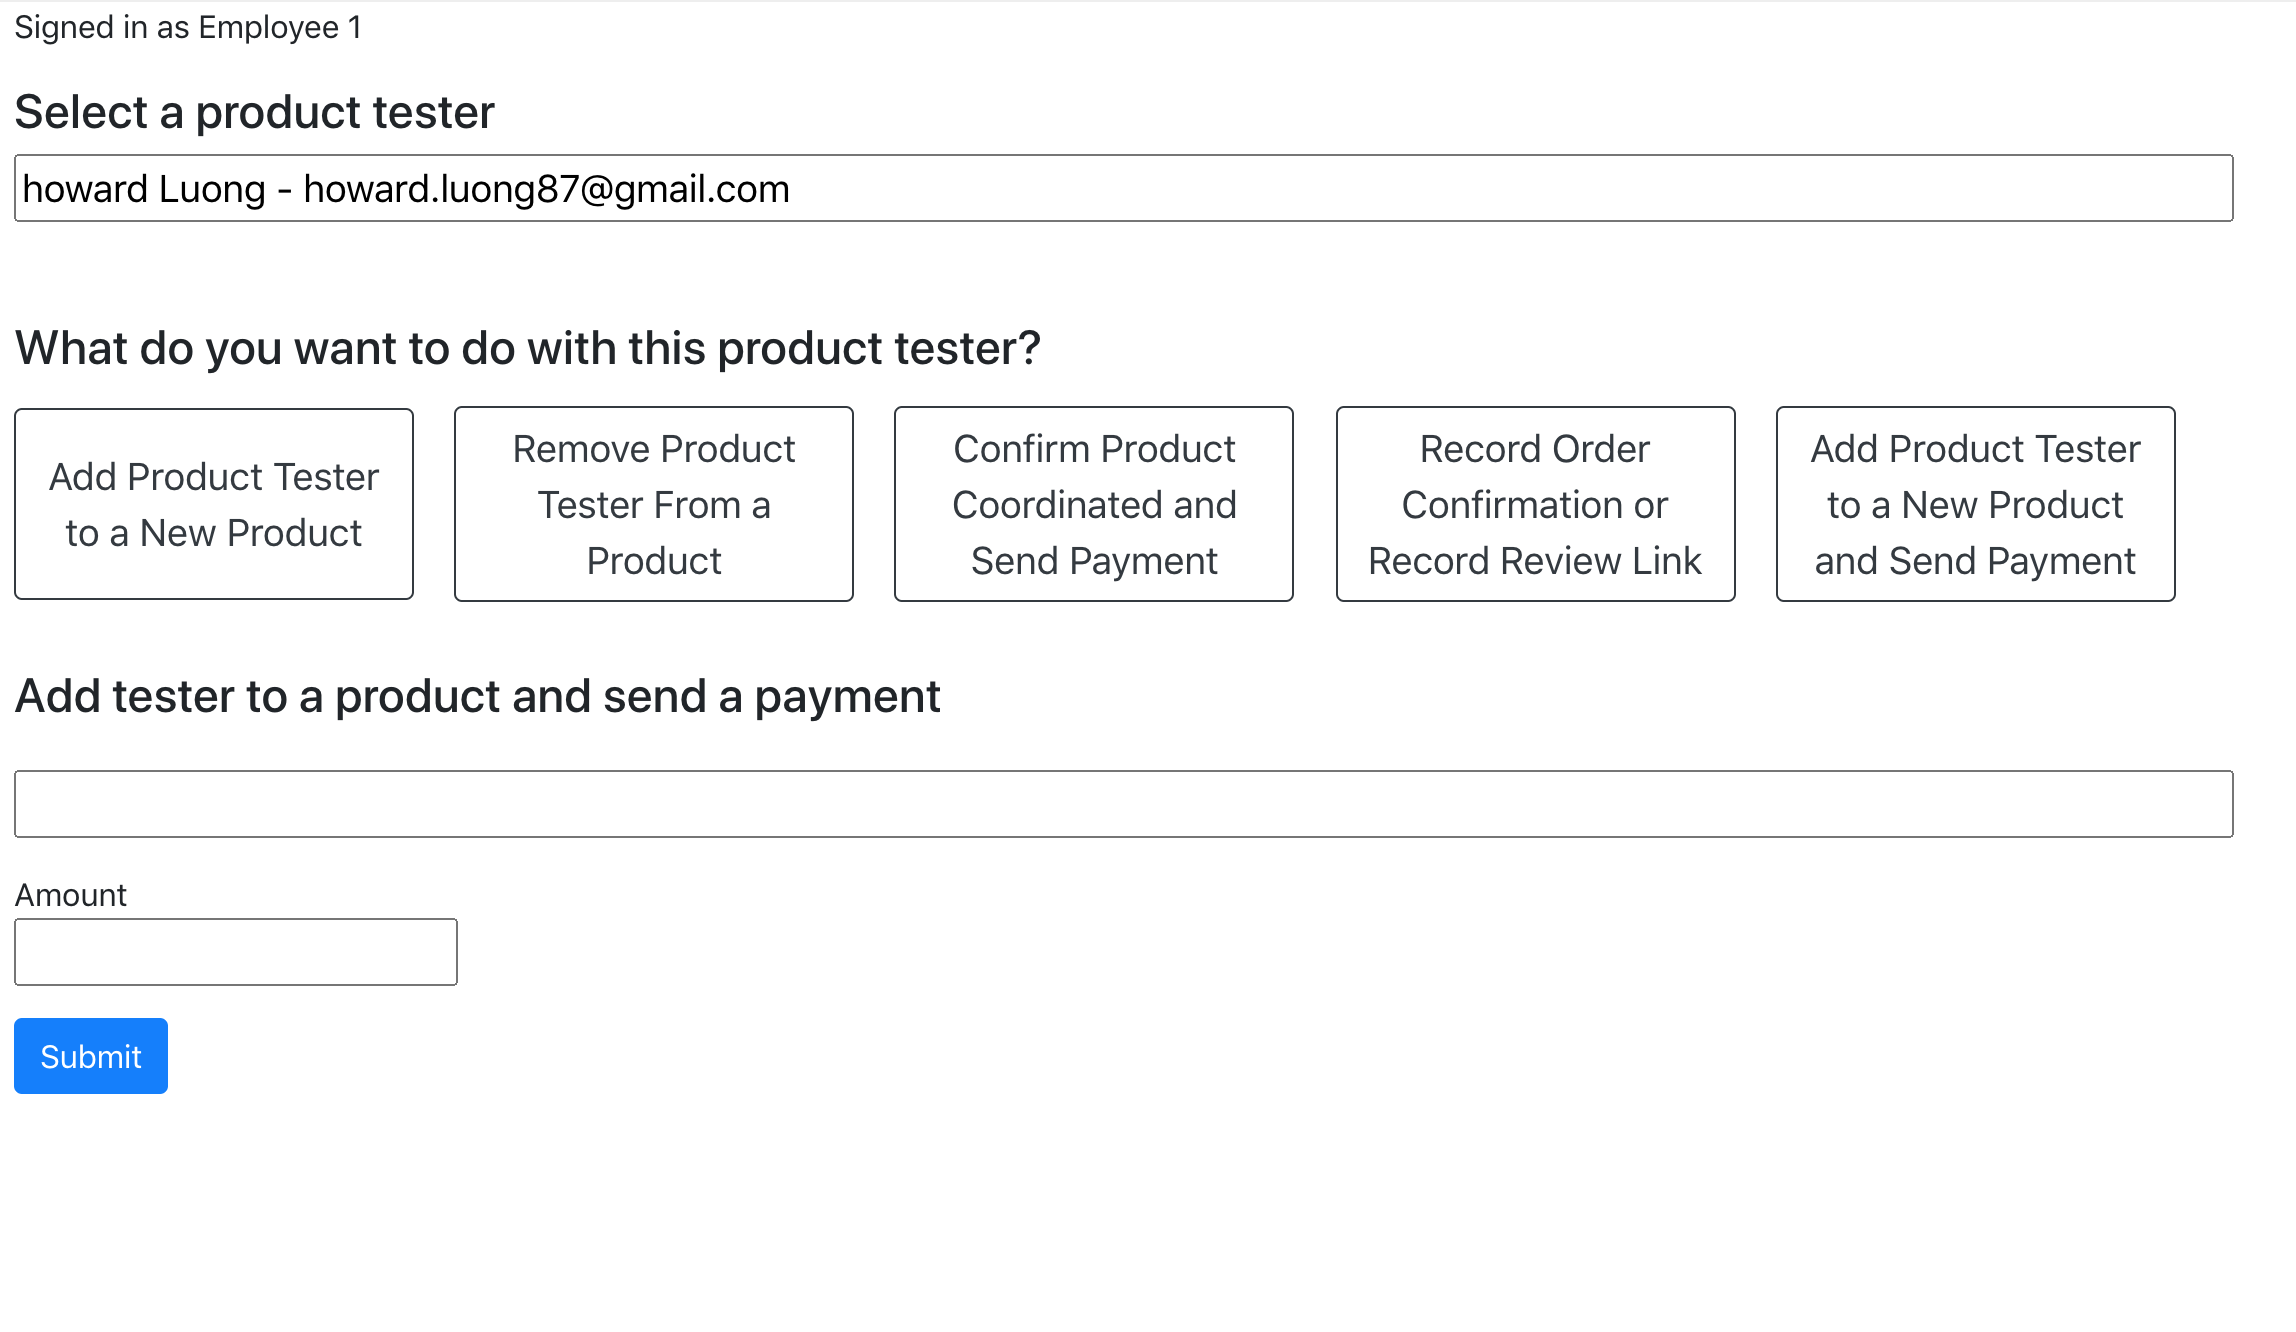 Signed in as Employee 1
Select a product tester
howard Luong - howard.luong87@gmail.com
What do you want to do with this product tester?
Add Product Tester
to a New Product
Remove Product
Tester From a
Product
Confirm Product
Coordinated and
Send Payment
Record Order
Confirmation or
Record Review Link
Add Product Tester
to a New Product
and Send Payment
Add tester to a product and send a payment
Amount
Submit